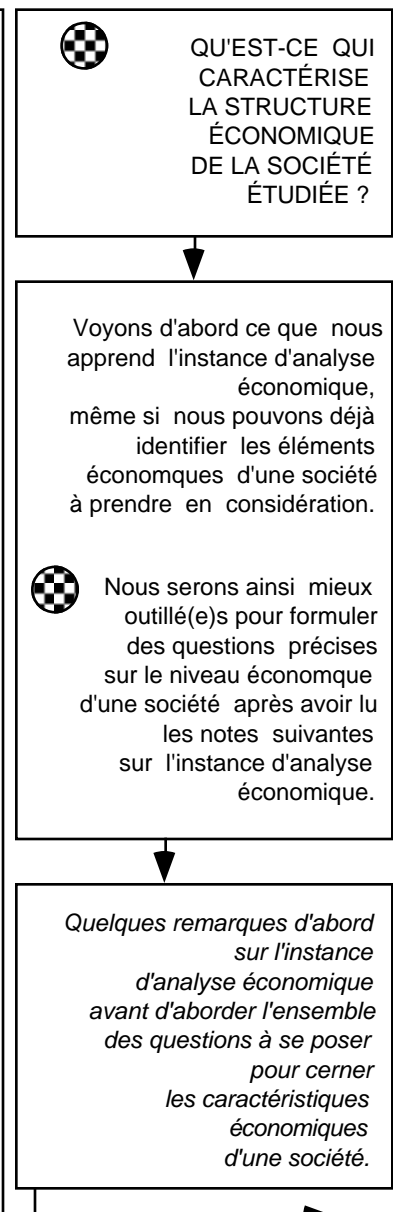 QU'EST-CE QUI
CARACTÉRISE
LA STRUCTURE
ÉCONOMIQUE
DE LA SOCIÉTÉ
ÉTUDIÉE ?
Voyons d'abord ce que nous
apprend l'instance d'analyse
économique,
même si nous pouvons déjà
identifier les éléments
économques d'une société
à prendre en considération.
Nous serons ainsi mieux
outillé(e)s pour formuler
des questions précises
sur le niveau économque
d'une société après avoir lu
les notes suivantes
sur l'instance d'analyse
économique.
Quelques remarques d'abord
sur l'instance
d'analyse économique
avant d'aborder l'ensemble
des questions à se poser
pour cerner
les caractéristiques
économiques
d'une société.